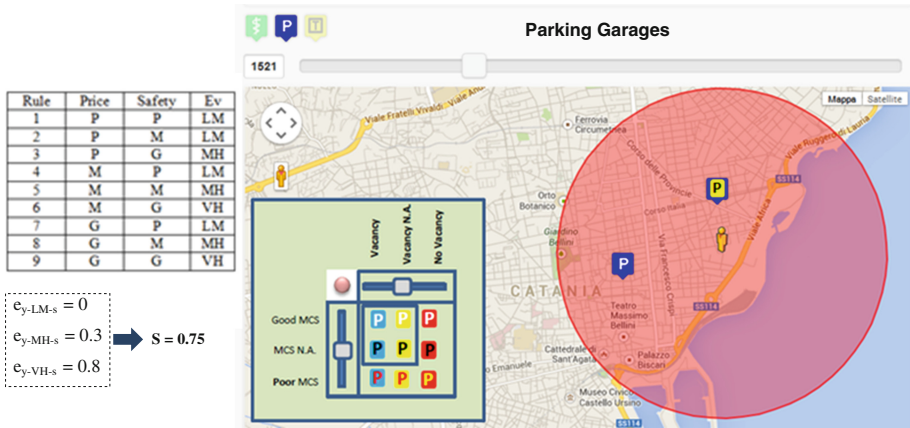 P
Parking Garages
1521
Rule Price Safety Ev
1 P P LM
2 P M LM
3 P G MH
4 M P LM
5 M M MH
6 M G VH
7 G P LM
8 G M MH
9 G G VH
ey-LM-s = 0
ey-MH-s = 0.3
ey-VH-s = 0.8
S = 0.75
Vacancy
Vacancy N.A.
No Vacancy
Good MCS
P P P
MCS N.A.
P P P
Poor MCS
P P P
Mappa Satellite
Viale Fratelli Vivaldi
Viale
Ferrovia
Circumetnea
Viale Ruggero di Lauria
Corso delle Provincie
SS114
Orto
Botanico
P
Corso Italia
Giardino
Bellini
Viale Africa
P
Via Francesco Crispi
CATANIA
SS114
Teatro
Massimo
Bellini
Cattedrale di
Sant'Agata
Palazzo
Biscari
o Emanuele
Museo Civico
Castello Ursino
SS114